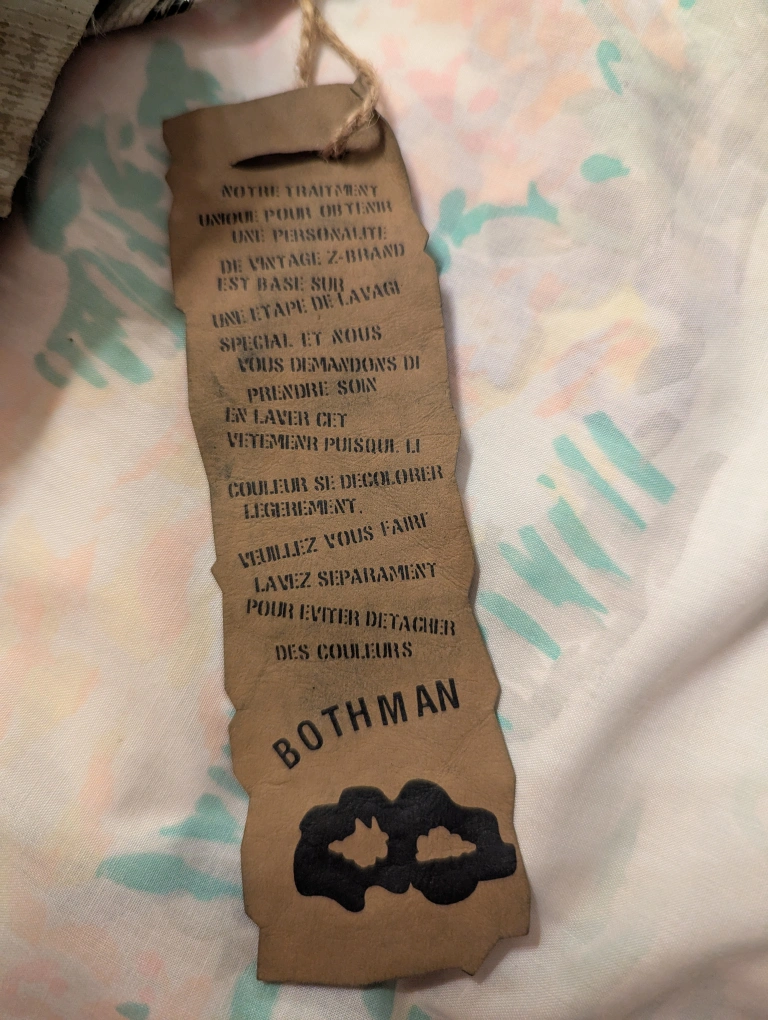 NOTRE TRAITMENT
UNIQUE POUR OBTENIR
UNE PERSONALITE
DE VINTAGE Z-BRAND
EST BASE SUR
UNE ETAPE DE LAVAGE
SPECIAL ET NOUS
VOUS DEMANDONS DE
PRENDRE SOIN
EN LAVER CET
VETEMENR PUISQUE LE
COULEUR SE DECOLORER
LEGEREMENT.
VEUILLEZ VOUS FAIRE
LAVEZ SEPARAMENT
POUR EVITER DETACHER
DES COULEURS
BOTHMAN